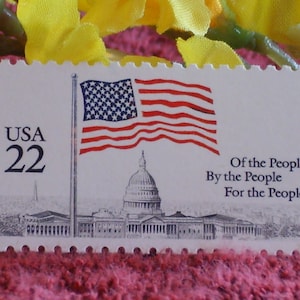 USA
22
Of the People
By the People
For the People